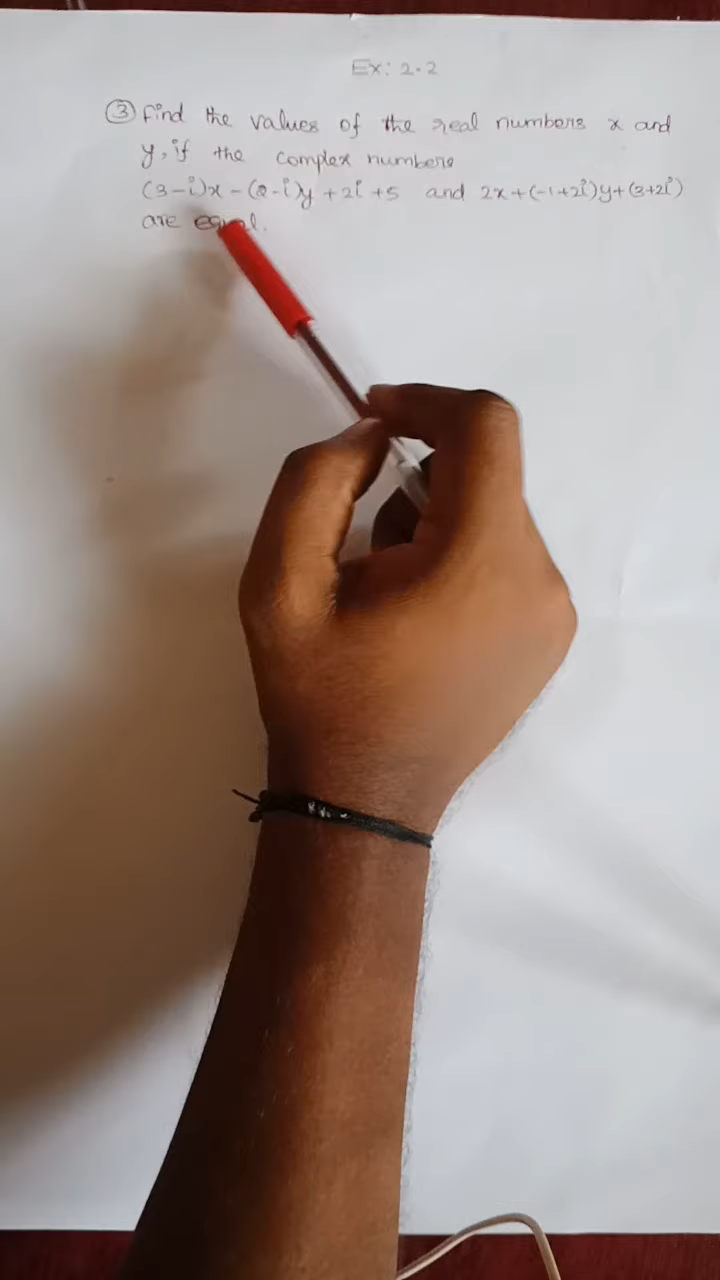 Ex: 2.2
③ Find the values of the real numbers x and
y, if the complex numbers
(3-i)x-(2-i)y+2i+5 and 2x+(-1+2i)y+(3+2i)
are equal.